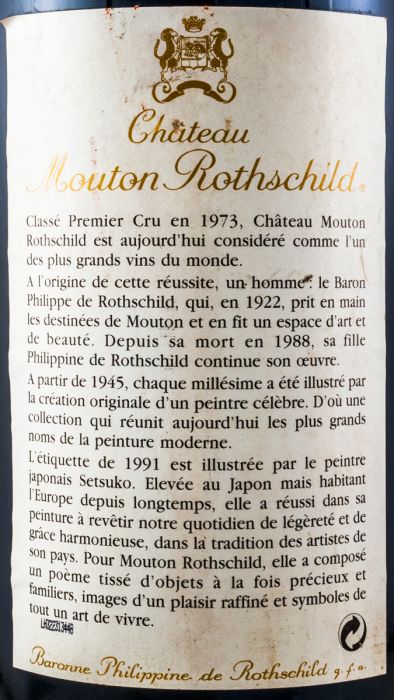 Château
Mouton Rothschild
Classé Premier Cru en 1973, Château Mouton
Rothschild est aujourd'hui considéré comme l'un
des plus grands vins du monde.
A l'origine de cette réussite, un homme : le Baron
Philippe de Rothschild, qui, en 1922, prit en main
les destinées de Mouton et en fit un espace d'art et
de beauté. Depuis sa mort en 1988, sa fille
Philippine de Rothschild continue son œuvre.
A partir de 1945, chaque millésime a été illustré par
la création originale d'un peintre célèbre. D'où une
collection qui réunit aujourd'hui les plus grands
noms de la peinture moderne.
L'étiquette de 1991 est illustrée par le peintre
japonais Setsuko. Elevée au Japon mais habitant
l'Europe depuis longtemps, elle a réussi dans sa
peinture à revêtir notre quotidien de légèreté et de
grâce harmonieuse, dans la tradition des artistes de
son pays. Pour Mouton Rothschild, elle a composé
un poème tissé d'objets à la fois précieux et
familiers, images d'un plaisir raffiné et symboles de
tout un art de vivre.
Baronne Philippine de Rothschild g.f.a.